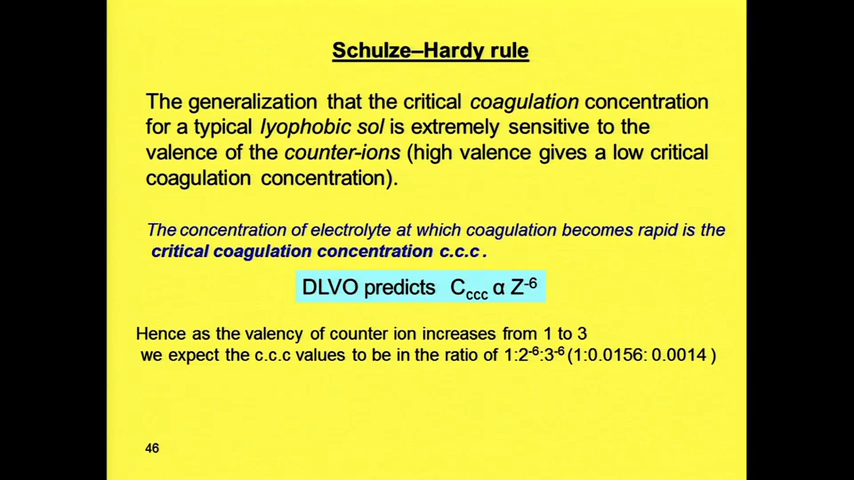 Schulze–Hardy rule
The generalization that the critical coagulation concentration
for a typical lyophobic sol is extremely sensitive to the
valence of the counter-ions (high valence gives a low critical
coagulation concentration).
The concentration of electrolyte at which coagulation becomes rapid is the
critical coagulation concentration c.c.c .
DLVO predicts Cccc α Z-6
Hence as the valency of counter ion increases from 1 to 3
we expect the c.c.c values to be in the ratio of 1:2-6:3-6 (1:0.0156: 0.0014 )
46